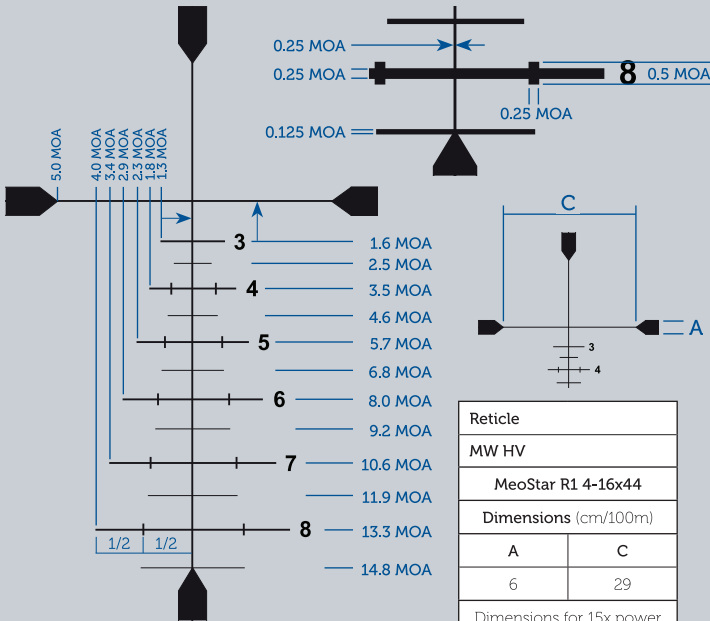 0.25 MOA
0.25 MOA
8
0.5 MOA
0.25 MOA
0.125 MOA
5.0 MOA
4.0 MOA
3.4 MOA
2.9 MOA
2.3 MOA
1.8 MOA
1.3 MOA
3
1.6 MOA
2.5 MOA
4
3.5 MOA
4.6 MOA
5
5.7 MOA
6.8 MOA
6
8.0 MOA
9.2 MOA
7
10.6 MOA
11.9 MOA
8
13.3 MOA
1/2 1/2
14.8 MOA
C
A
3
4
Reticle
MW HV
MeoStar R1 4-16x44
Dimensions (cm/100m)
A C
6 29
Dimensions for 15x power